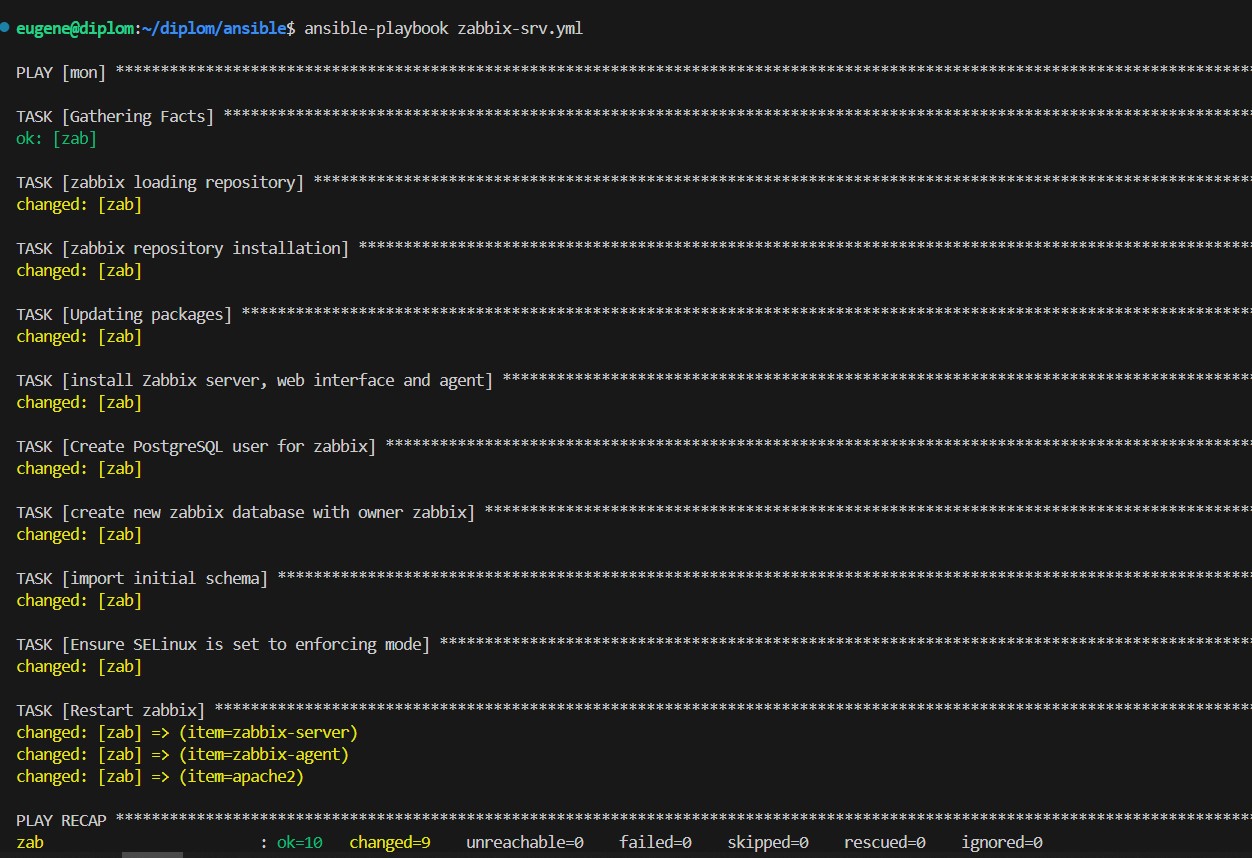 eugene@diplom:~/diplom/ansible$ ansible-playbook zabbix-srv.yml
PLAY [mon] ******************************************************************************************************************************
TASK [Gathering Facts] ******************************************************************************************************************
ok: [zab]
TASK [zabbix loading repository] ********************************************************************************************************
changed: [zab]
TASK [zabbix repository installation] ***************************************************************************************************
changed: [zab]
TASK [Updating packages] ****************************************************************************************************************
changed: [zab]
TASK [install Zabbix server, web interface and agent] ***********************************************************************************
changed: [zab]
TASK [Create PostgreSQL user for zabbix] ************************************************************************************************
changed: [zab]
TASK [create new zabbix database with owner zabbix] *************************************************************************************
changed: [zab]
TASK [import initial schema] ************************************************************************************************************
changed: [zab]
TASK [Ensure SELinux is set to enforcing mode] ******************************************************************************************
changed: [zab]
TASK [Restart zabbix] *******************************************************************************************************************
changed: [zab] => (item=zabbix-server)
changed: [zab] => (item=zabbix-agent)
changed: [zab] => (item=apache2)
PLAY RECAP ******************************************************************************************************************************
zab : ok=10 changed=9 unreachable=0 failed=0 skipped=0 rescued=0 ignored=0